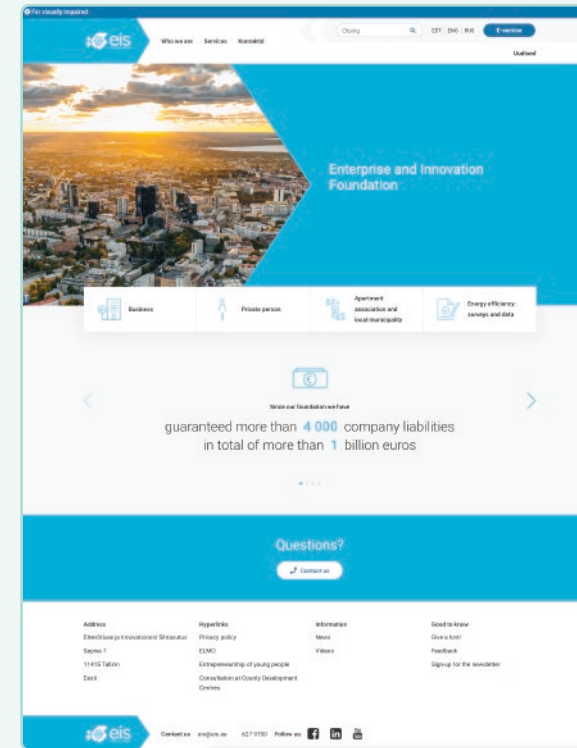 For visually impaired
eis
Who we are
Services
Kontaktid
Otsing
EST | ENG | RUS
E-service
Uudised
Enterprise and Innovation
Foundation
Business
Private person
Apartment
association and
local municipality
Energy efficiency:
surveys and data
Since our foundation we have
guaranteed more than 4 000 company liabilities
in total of more than 1 billion euros
Questions?
Contact us
Address
Ettevõtluse ja Innovatsiooni Sihtasutus
Sepise 7
11415 Tallinn
Eesti
Hyperlinks
Privacy policy
ELMO
Entrepreneurship of young people
Consultation at County Development
Centres
Information
News
Videos
Good to know
Give a hint!
Feedback
Sign-up for the newsletter
eis
Contact us
eis@eis.ee
627 9700
Follow us: